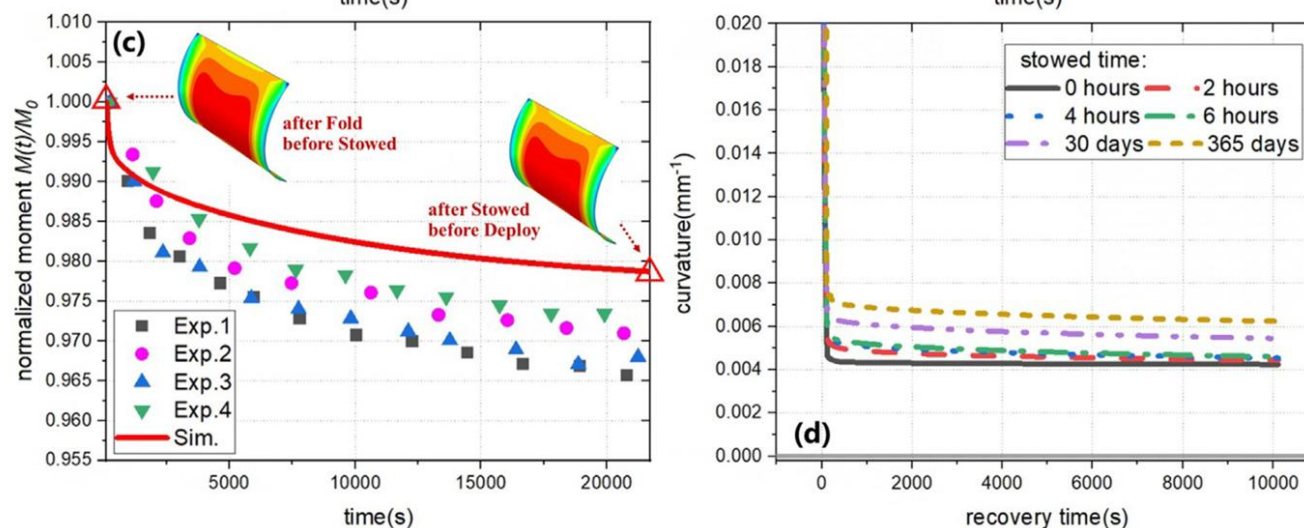 time(s)
time(s)
(c)
normalized moment M(t)/M0
1.010
1.005
1.000
0.995
0.990
0.985
0.980
0.975
0.970
0.965
0.960
0.955
after Fold
before Stowed
after Stowed
before Deploy
Exp.1
Exp.2
Exp.3
Exp.4
Sim.
5000 10000 15000 20000
time(s)
curvature(mm⁻¹)
0.020
0.018
0.016
0.014
0.012
0.010
0.008
0.006
0.004
0.002
0.000
stowed time:
0 hours 2 hours
4 hours 6 hours
30 days 365 days
(d)
0 2000 4000 6000 8000 10000
recovery time(s)